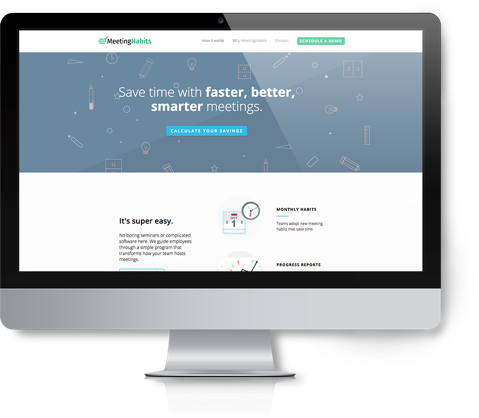 MeetingHabits
How it works
Why MeetingHabits
Contact
SCHEDULE A DEMO
Save time with faster, better,
smarter meetings.
CALCULATE YOUR SAVINGS
It's super easy.
No boring seminars or complicated
software here. We guide employees
through a simple program that
transforms how your team hosts
meetings.
OCT
1
MONTHLY HABITS
Teams adopt new meeting
habits that save time.
PROGRESS REPORTS